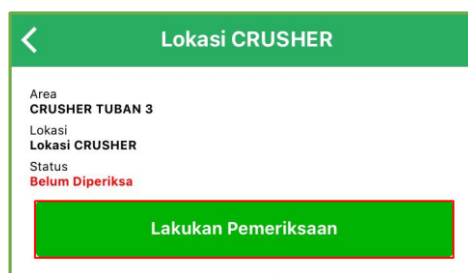 Lokasi CRUSHER
Area
CRUSHER TUBAN 3
Lokasi
Lokasi CRUSHER
Status
Belum Diperiksa
Lakukan Pemeriksaan